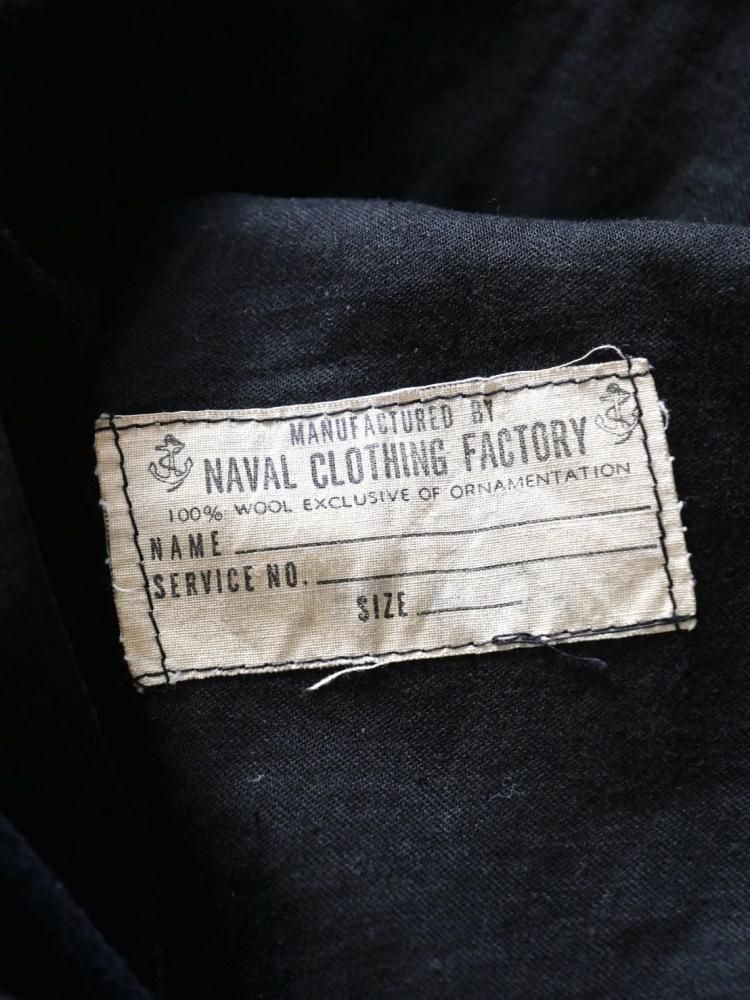 MANUFACTURED BY
NAVAL CLOTHING FACTORY
100% WOOL EXCLUSIVE OF ORNAMENTATION
NAME
SERVICE NO.
SIZE